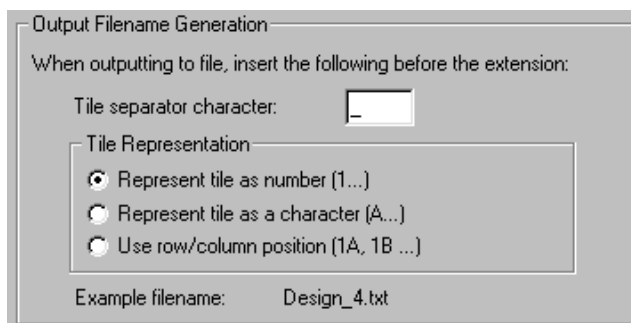 Output Filename Generation
When outputting to file, insert the following before the extension:
Tile separator character: _
Tile Representation
Represent tile as number (1...)
Represent tile as a character (A...)
Use row/column position (1A, 1B ...)
Example filename: Design_4.txt